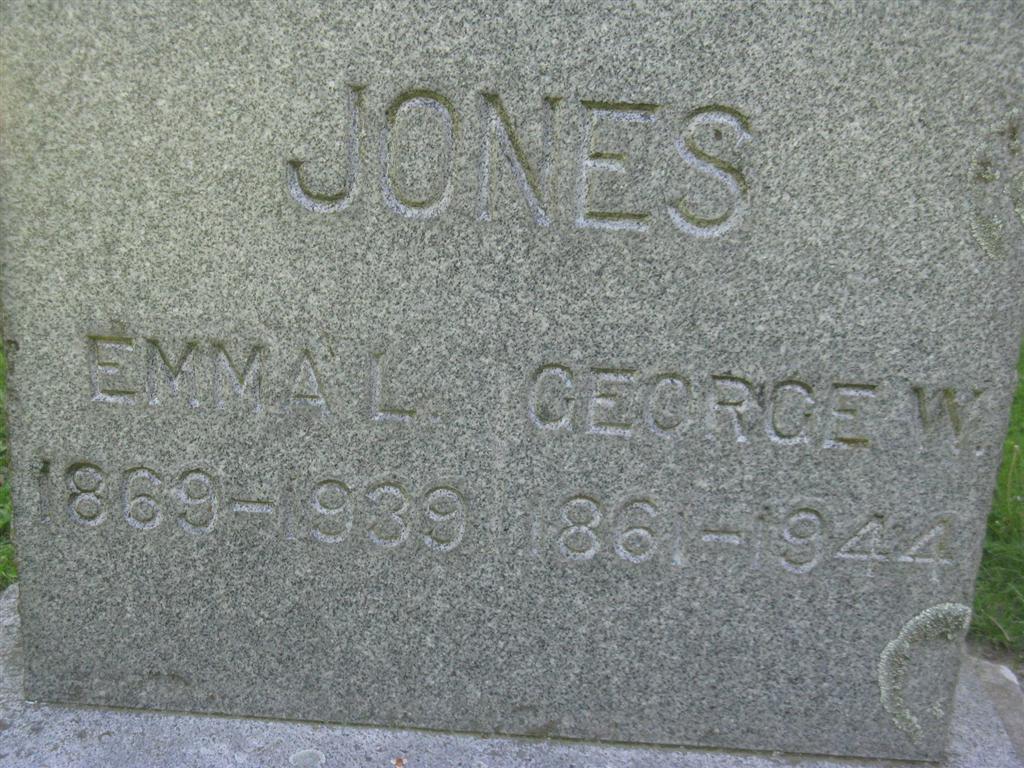 JONES
EMMA L. GEORGE W.
1869-1939 1861-1944